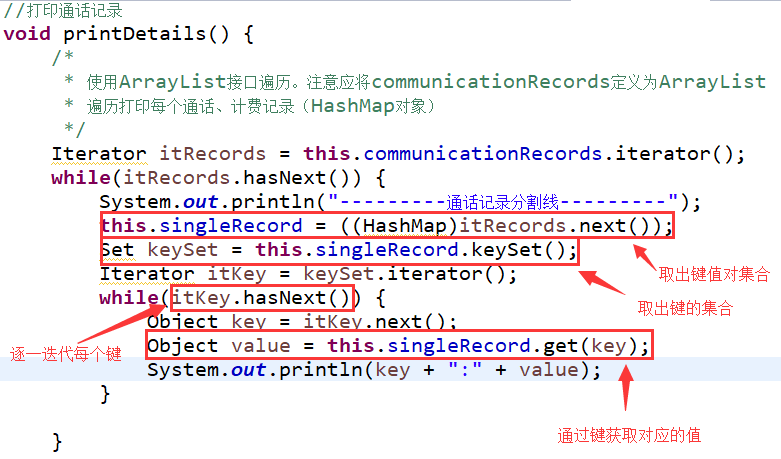 //打印通话记录
void printDetails() {
/*
* 使用ArrayList接口遍历。注意应将communicationRecords定义为ArrayList
* 遍历打印每个通话、计费记录（HashMap对象）
*/
Iterator itRecords = this.communicationRecords.iterator();
while(itRecords.hasNext()) {
System.out.println("---------通话记录分割线---------");
this.singleRecord = ((HashMap)itRecords.next());
Set keySet = this.singleRecord.keySet();
取出键值对集合
Iterator itKey = keySet.iterator();
取出键的集合
while(itKey.hasNext()) {
Object key = itKey.next();
逐一迭代每个键
Object value = this.singleRecord.get(key);
System.out.println(key + ":" + value);
}
通过键获取对应的值
}